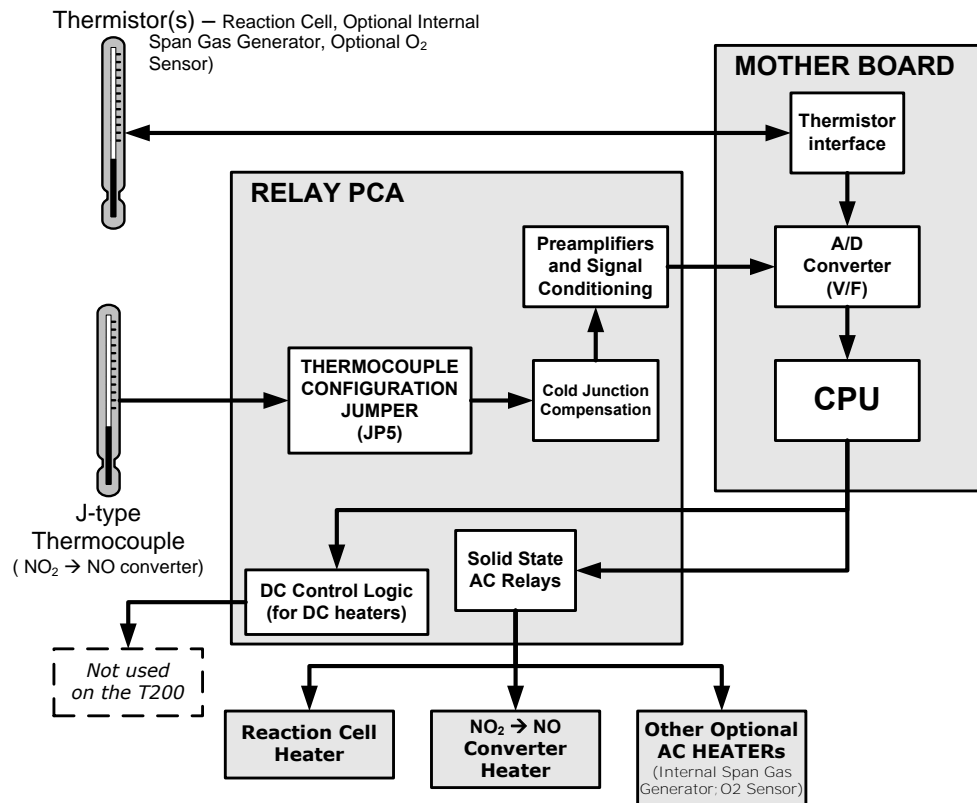 Thermistor(s) – Reaction Cell, Optional Internal
Span Gas Generator, Optional O₂
Sensor)
MOTHER BOARD
Thermistor
interface
RELAY PCA
Preamplifiers
and Signal
Conditioning
A/D
Converter
(V/F)
THERMOCOUPLE
CONFIGURATION
JUMPER
(JP5)
Cold Junction
Compensation
CPU
J-type
Thermocouple
( NO₂ → NO converter)
Solid State
AC Relays
DC Control Logic
(for DC heaters)
Not used
on the T200
Reaction Cell
Heater
NO₂ → NO
Converter
Heater
Other Optional
AC HEATERs
(Internal Span Gas
Generator; O2 Sensor)